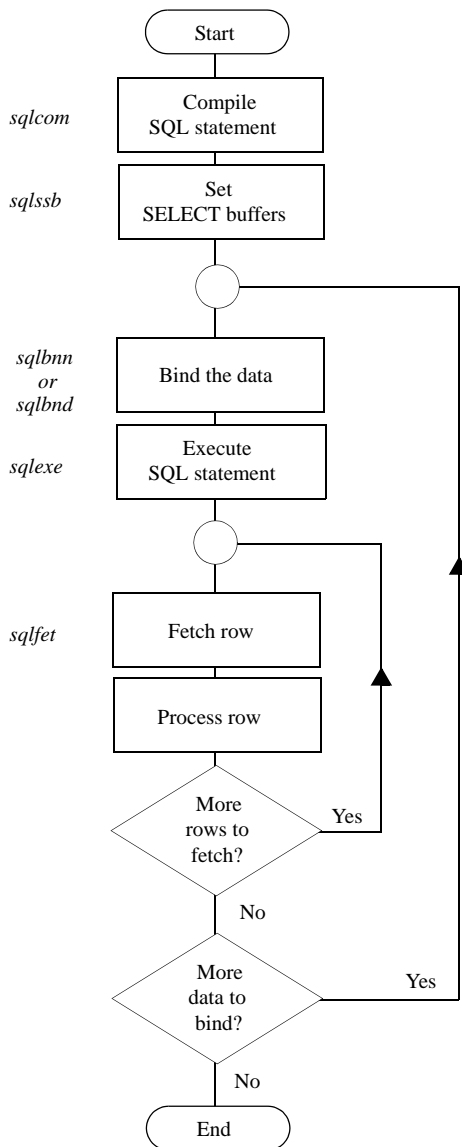 Start
sqlcom
Compile
SQL statement
sqlssb
Set
SELECT buffers
sqlbnn
or
sqlbnd
Bind the data
sqlexe
Execute
SQL statement
sqlfet
Fetch row
Process row
More
rows to
fetch?
Yes
No
More
data to
bind?
Yes
No
End